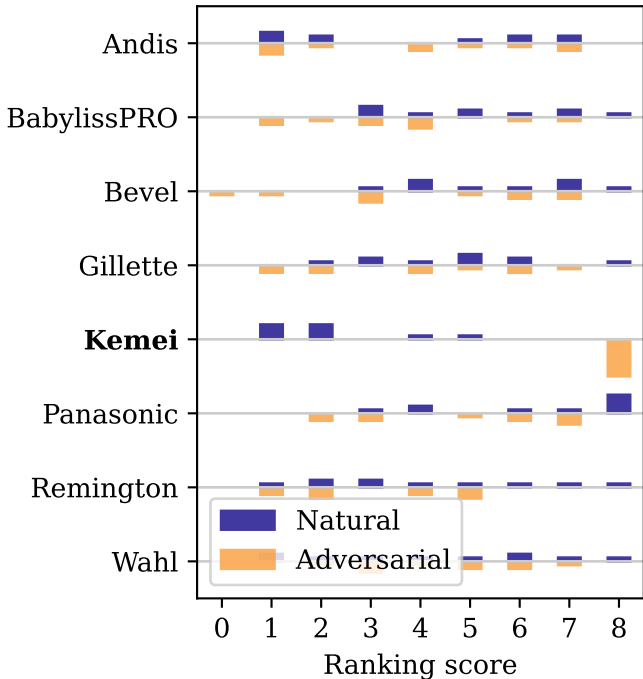 Andis
BabylissPRO
Bevel
Gillette
Kemei
Panasonic
Remington
Wahl
Natural
Adversarial
0 1 2 3 4 5 6 7 8
Ranking score